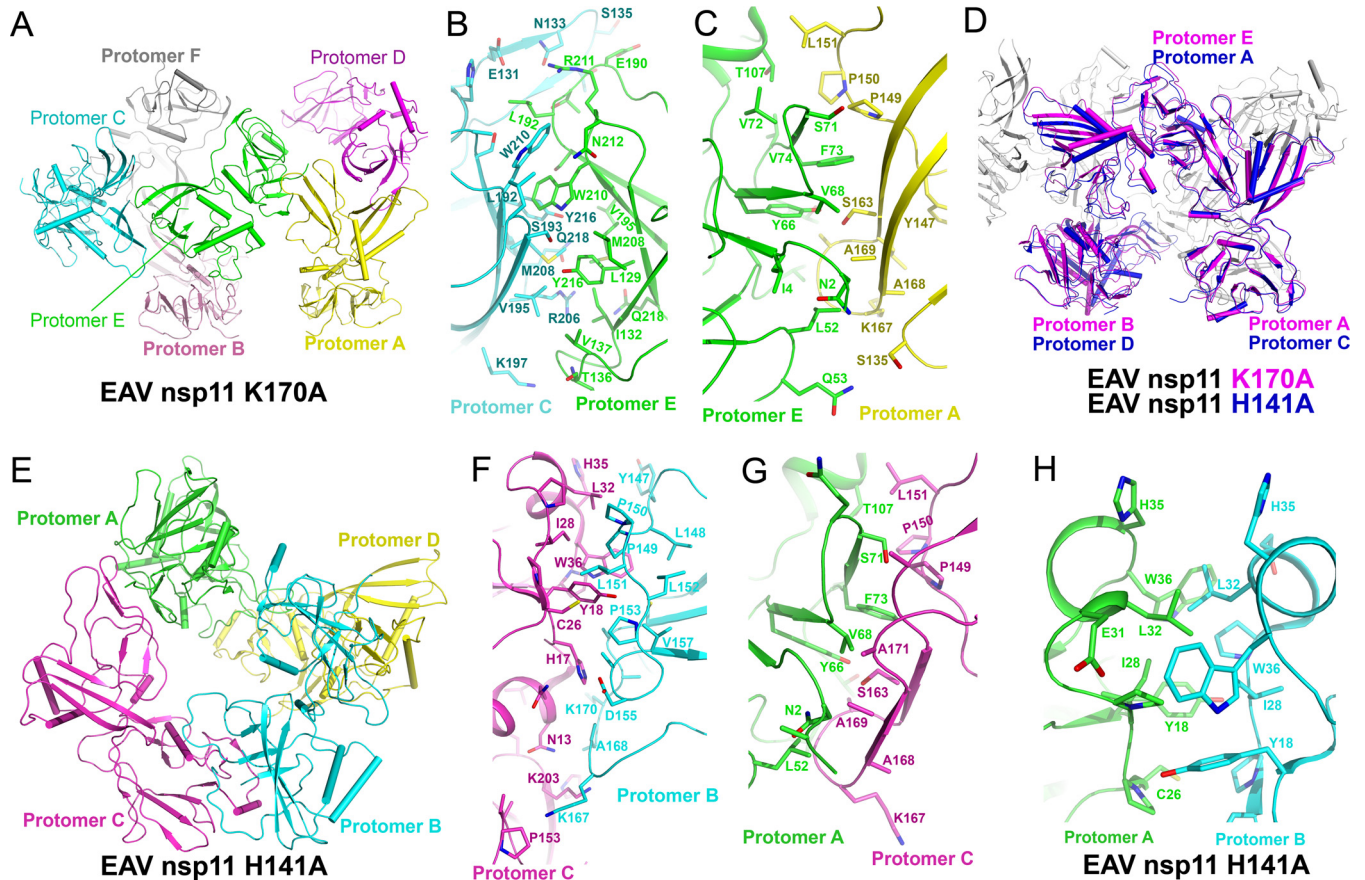 A
Protomer F
Protomer D
Protomer C
Protomer E
Protomer B
Protomer A
EAV nsp11 K170A
B
N133
S135
E131
R211
E190
L192
W210
N212
L192
W210
Y216
V195
S193
Q218
M208
M208
Y216
L129
V195
R206
Q218
I132
V137
K197
T136
Protomer C
Protomer E
C
L151
T107
P150
P149
V72
S71
V74
F73
V68
S163
Y147
Y66
A169
I4
N2
A168
L52
K167
S135
Q53
Protomer E
Protomer A
D
Protomer E
Protomer A
Protomer B
Protomer D
Protomer A
Protomer C
EAV nsp11 K170A
EAV nsp11 H141A
E
Protomer A
Protomer D
Protomer C
Protomer B
EAV nsp11 H141A
F
H35
L32
Y147
P150
I28
L148
P149
W36
L151
L152
Y18
P153
C26
V157
H17
K170
D155
N13
A168
K203
Protomer B
K167
P153
Protomer C
G
L151
T107
P150
S71
P149
F73
V68
A171
Y66
S163
N2
A169
L52
A168
K167
Protomer A
Protomer C
H
H35
H35
W36
L32
L32
E31
I28
W36
I28
Y18
Y18
C26
Protomer A
Protomer B
EAV nsp11 H141A